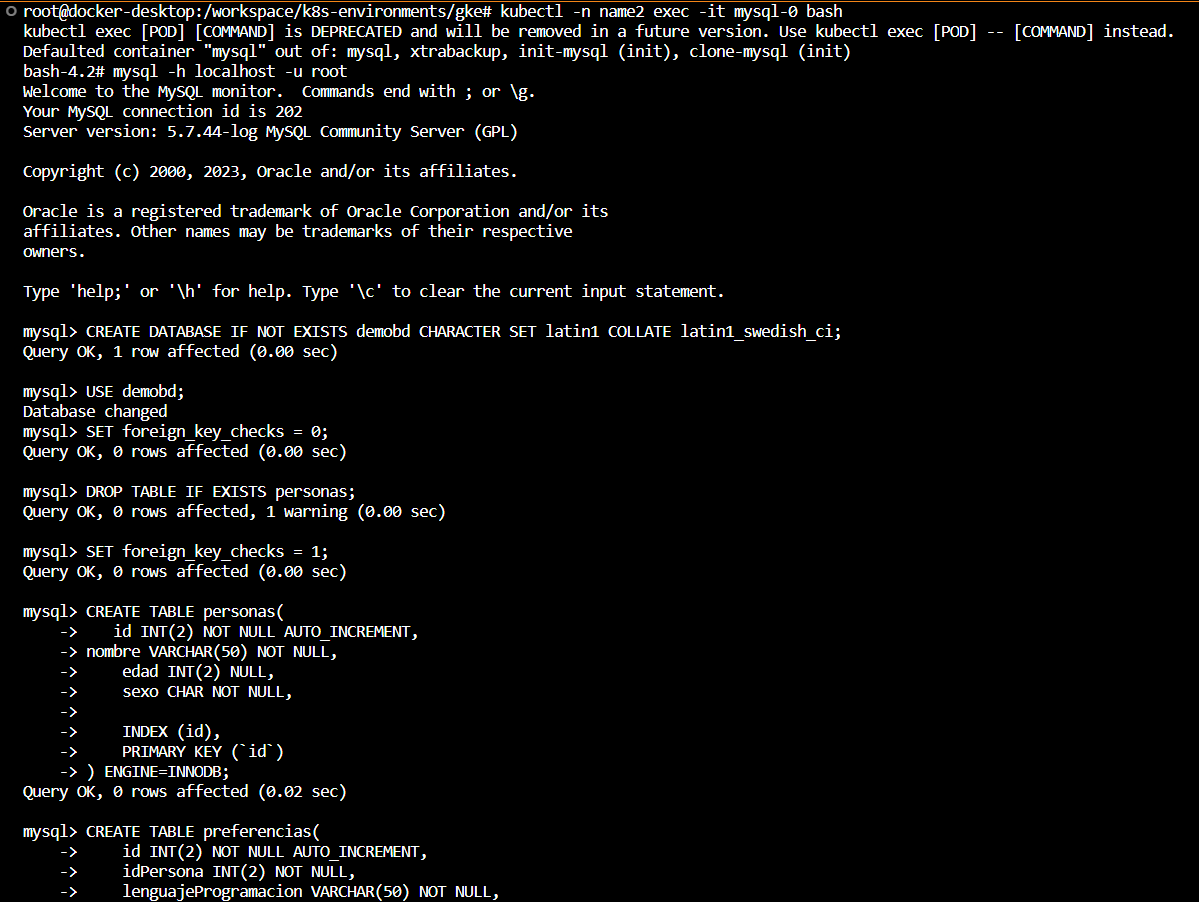 root@docker-desktop:/workspace/k8s-environments/gke# kubectl -n name2 exec -it mysql-0 bash
kubectl exec [POD] [COMMAND] is DEPRECATED and will be removed in a future version. Use kubectl exec [POD] -- [COMMAND] instead.
Defaulted container "mysql" out of: mysql, xtrabackup, init-mysql (init), clone-mysql (init)
bash-4.2# mysql -h localhost -u root
Welcome to the MySQL monitor.  Commands end with ; or \g.
Your MySQL connection id is 202
Server version: 5.7.44-log MySQL Community Server (GPL)

Copyright (c) 2000, 2023, Oracle and/or its affiliates.

Oracle is a registered trademark of Oracle Corporation and/or its
affiliates. Other names may be trademarks of their respective
owners.

Type 'help;' or '\h' for help. Type '\c' to clear the current input statement.

mysql> CREATE DATABASE IF NOT EXISTS demobd CHARACTER SET latin1 COLLATE latin1_swedish_ci;
Query OK, 1 row affected (0.00 sec)

mysql> USE demobd;
Database changed
mysql> SET foreign_key_checks = 0;
Query OK, 0 rows affected (0.00 sec)

mysql> DROP TABLE IF EXISTS personas;
Query OK, 0 rows affected, 1 warning (0.00 sec)

mysql> SET foreign_key_checks = 1;
Query OK, 0 rows affected (0.00 sec)

mysql> CREATE TABLE personas(
    ->    id INT(2) NOT NULL AUTO_INCREMENT,
    -> nombre VARCHAR(50) NOT NULL,
    ->     edad INT(2) NULL,
    ->     sexo CHAR NOT NULL,
    ->
    ->     INDEX (id),
    ->     PRIMARY KEY (`id`)
    -> ) ENGINE=INNODB;
Query OK, 0 rows affected (0.02 sec)

mysql> CREATE TABLE preferencias(
    ->     id INT(2) NOT NULL AUTO_INCREMENT,
    ->     idPersona INT(2) NOT NULL,
    ->     lenguajeProgramacion VARCHAR(50) NOT NULL,